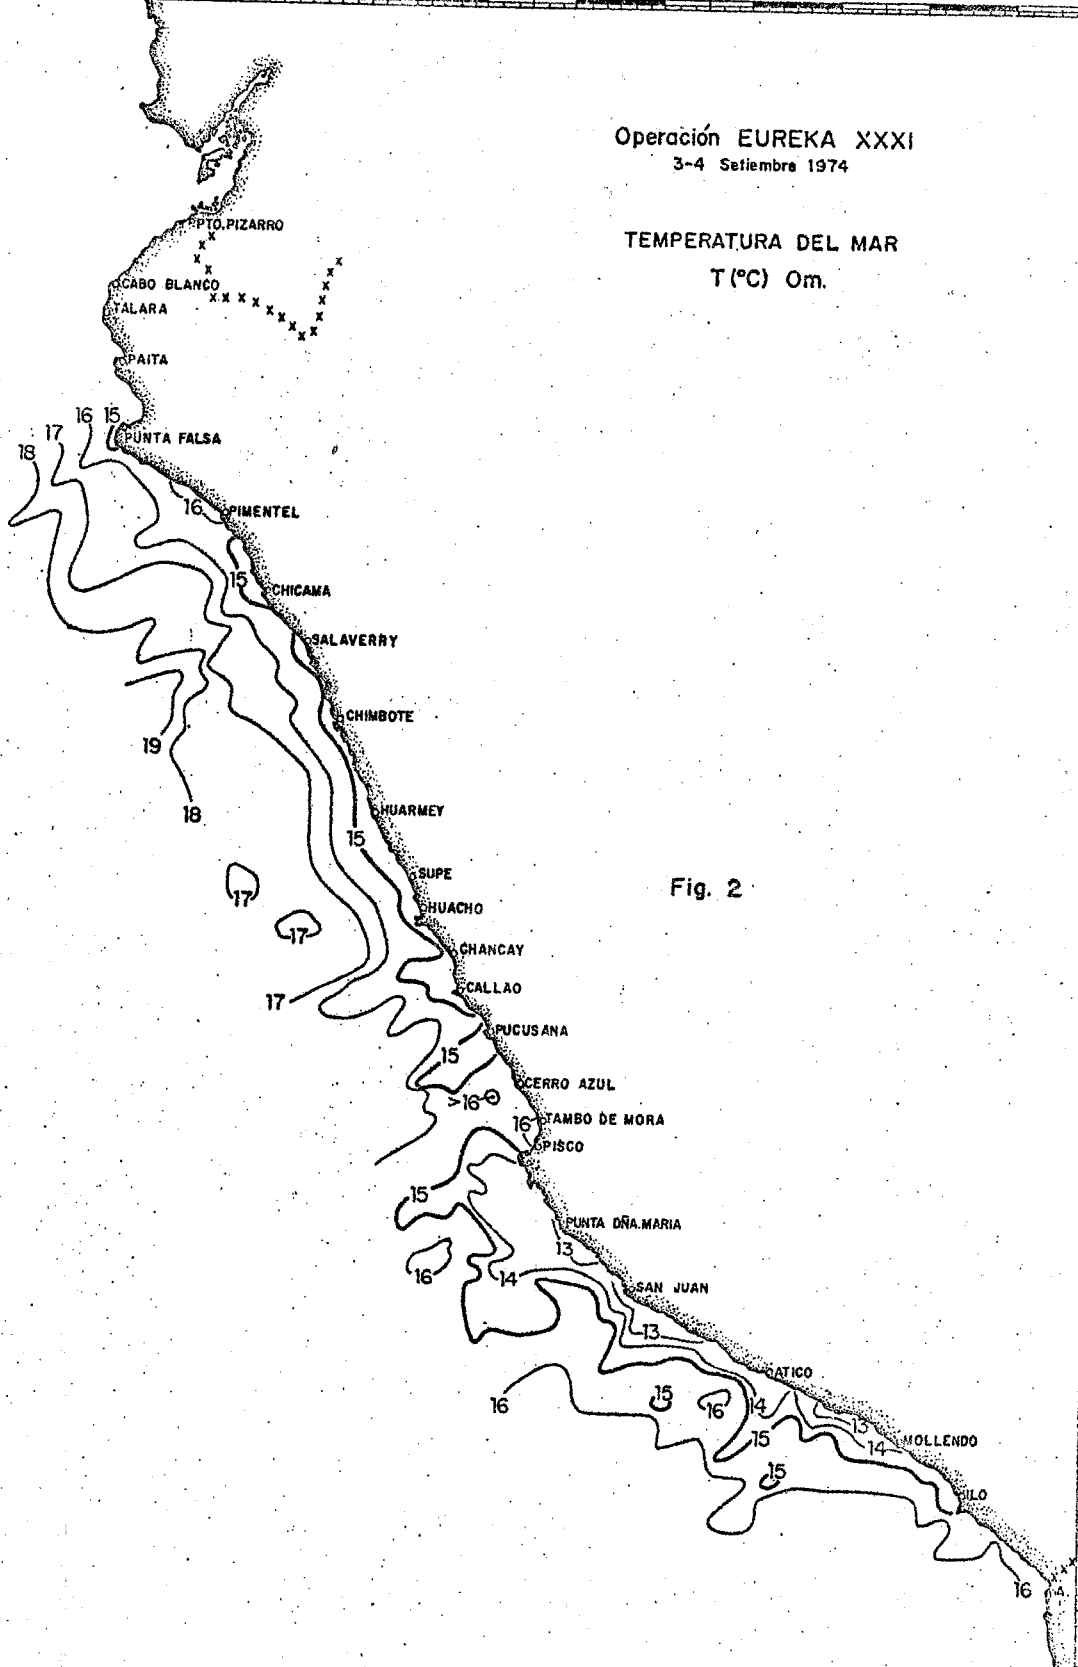 Operación EUREKA XXXI
3-4 Setiembre 1974
TEMPERATURA DEL MAR
T (°C) 0m.
PTO. PIZARRO
CABO BLANCO
TALARA
PAITA
16 15
17
18
PUNTA FALSA
16
PIMENTEL
15
CHICAMA
SALAVERRY
CHIMBOTE
19
18
HUARMEY
15
SUPE
Fig. 2
17
HUACHO
17
CHANCAY
CALLAO
17
PUCUSANA
15
CERRO AZUL
>16
TAMBO DE MORA
16
PISCO
15
PUNTA DÑA. MARIA
13
16
14
SAN JUAN
13
ATICO
16
15
16
14
13
15
14
MOLLENDO
15
ILO
16
A.